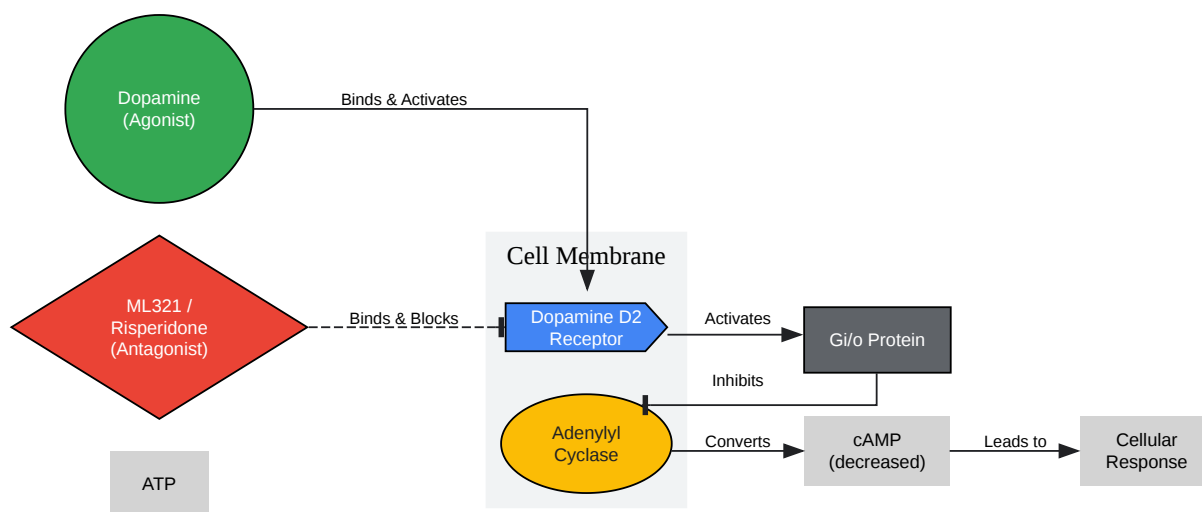 Dopamine
(Agonist)
Binds & Activates
Cell Membrane
ML321 /
Risperidone
(Antagonist)
Binds & Blocks
Dopamine D2
Receptor
Activates
Gi/o Protein
Inhibits
Adenylyl
Cyclase
Converts
cAMP
(decreased)
Leads to
Cellular
Response
ATP